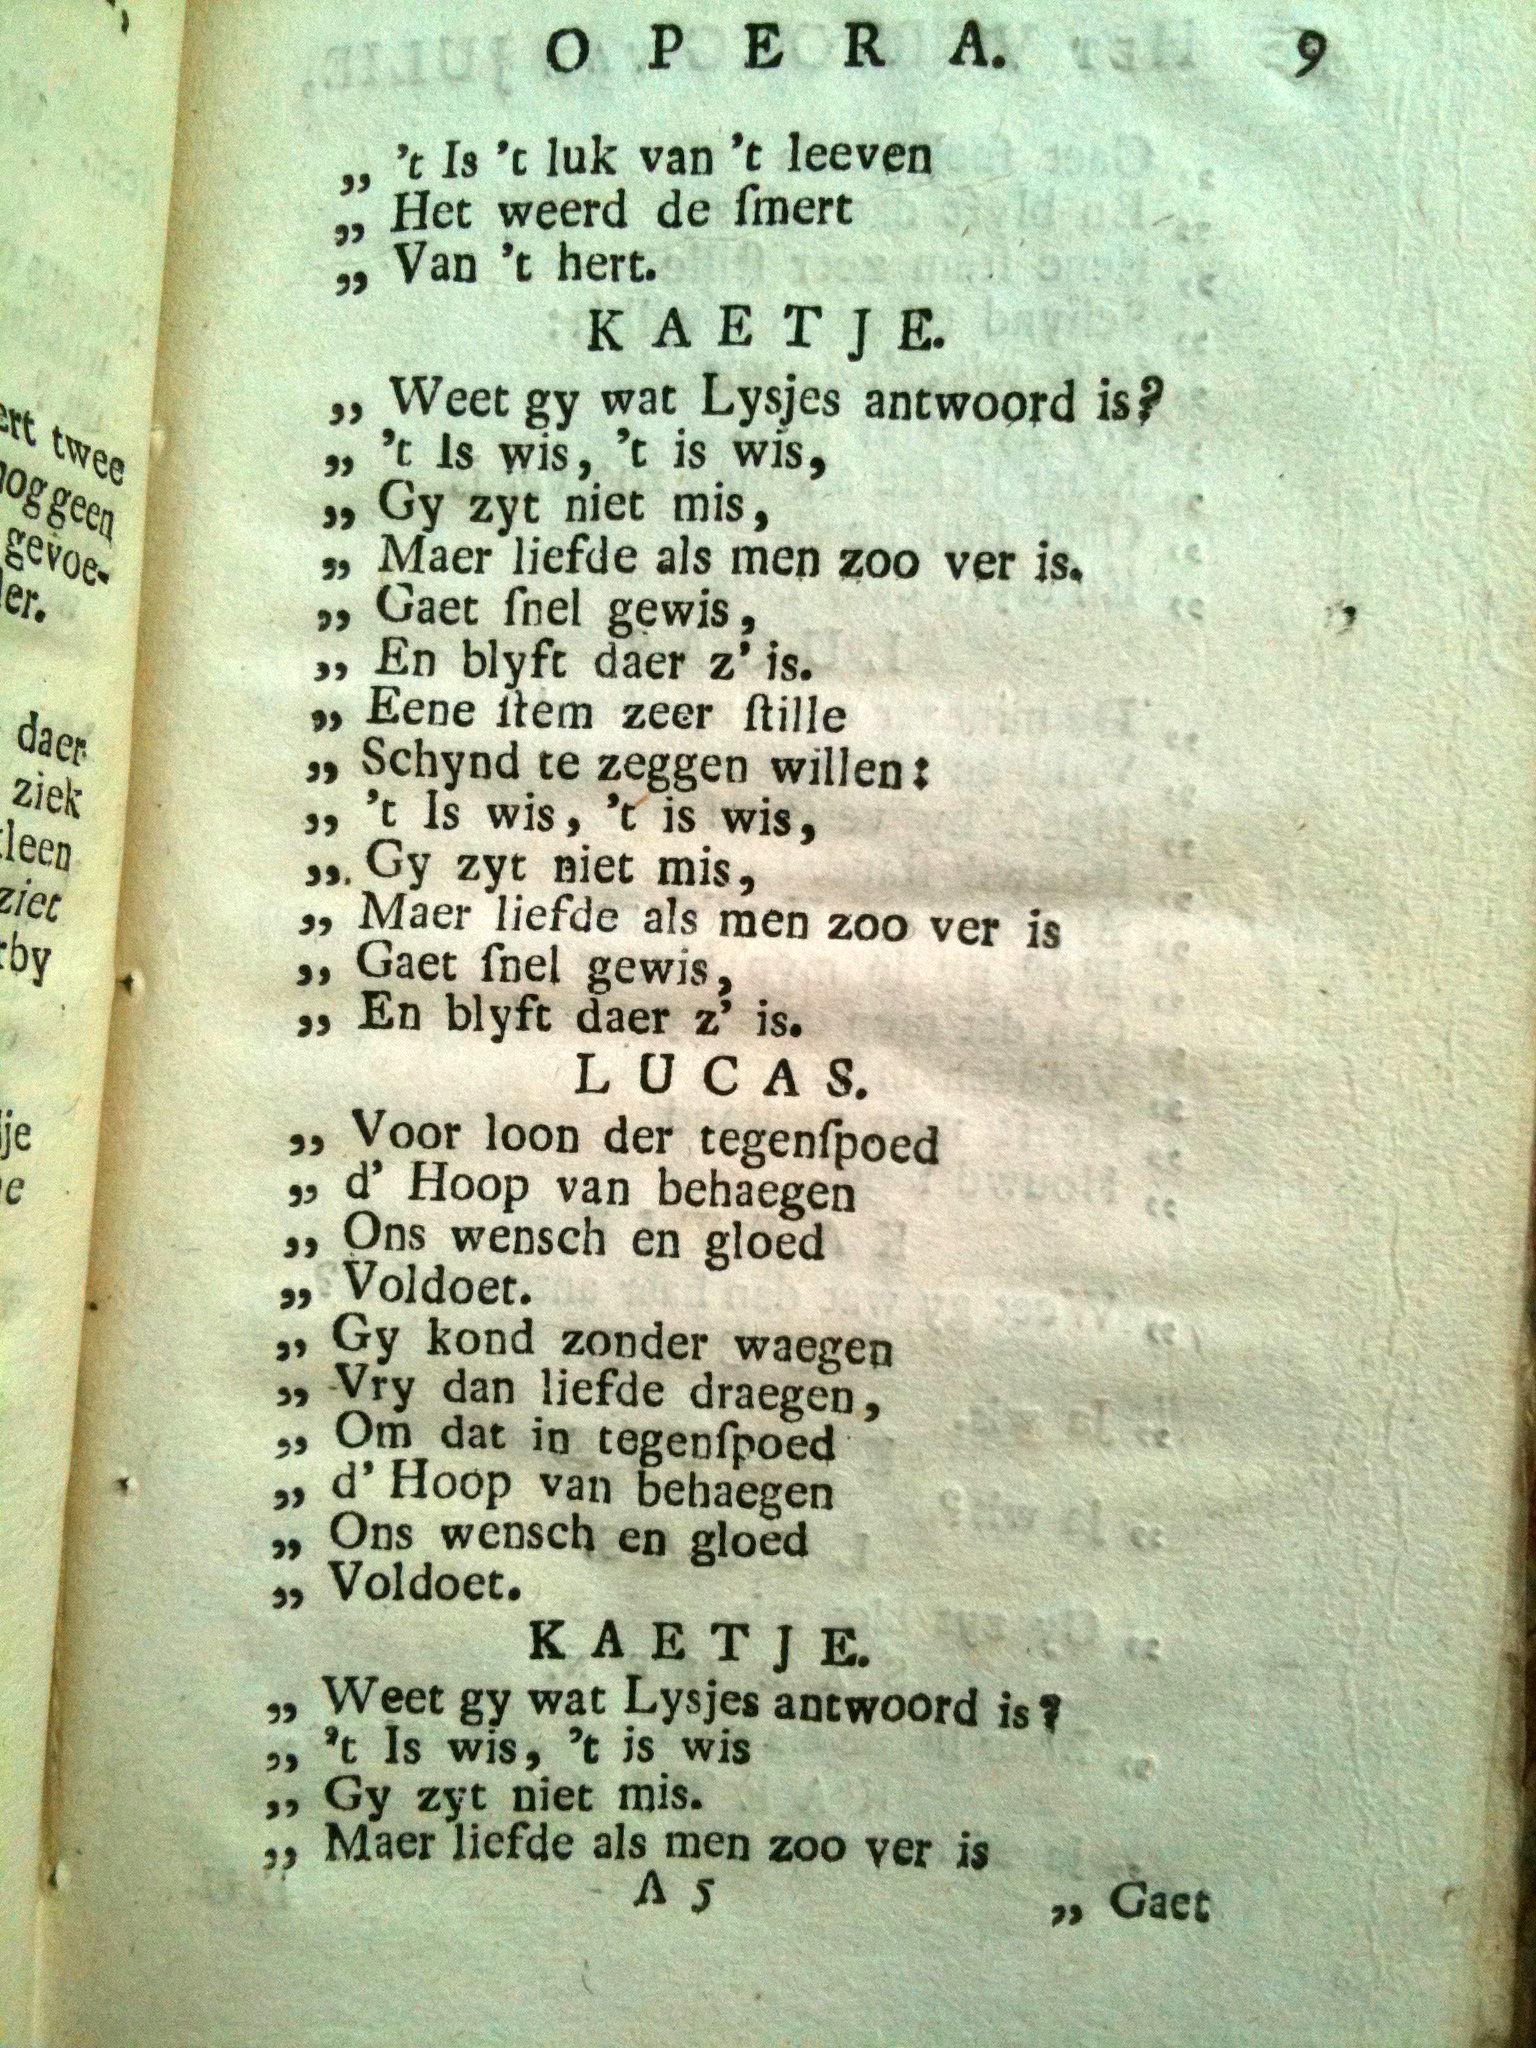 OPERA. 9
„ 't Is 't luk van 't leeven
„ Het weerd de ſmert
„ Van 't hert.
KAETJE.
„ Weet gy wat Lysjes antwoord is?
„ 't Is wis, 't is wis,
„ Gy zyt niet mis,
„ Maer liefde als men zoo ver is.
„ Gaet ſnel gewis,
„ En blyft daer z' is.
„ Eene ſtem zeer ſtille
„ Schynd te zeggen willen:
„ 't Is wis, 't is wis,
„. Gy zyt niet mis,
„ Maer liefde als men zoo ver is
„ Gaet ſnel gewis,
„ En blyft daer z' is.
LUCAS.
„ Voor loon der tegenſpoed
„ d' Hoop van behaegen
„ Ons wensch en gloed
„ Voldoet.
„ Gy kond zonder waegen
„ Vry dan liefde draegen,
„ Om dat in tegenſpoed
„ d' Hoop van behaegen
„ Ons wensch en gloed
„ Voldoet.
KAETJE.
„ Weet gy wat Lysjes antwoord is?
„ 't Is wis, 't is wis
„ Gy zyt niet mis.
„ Maer liefde als men zoo ver is
A 5 „ Gaet
twee
geen
gevoe-
daer
ziek
ziet